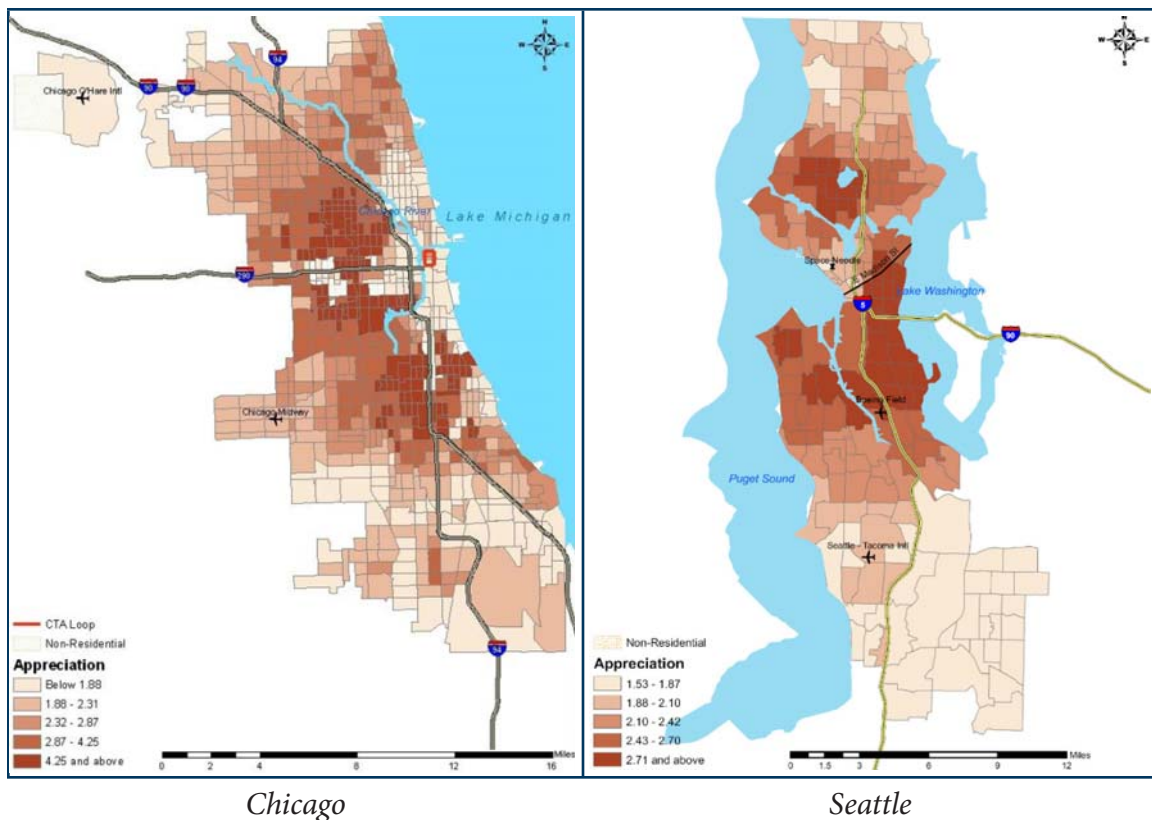 N
W E
S
94
Chicago O'Hare Intl
90
90
Chicago River
Lake Michigan
290
Chicago Midway
CTA Loop
Non-Residential
Appreciation
Below 1.88
1.88 - 2.31
2.32 - 2.87
2.87 - 4.25
4.25 and above
94
Miles
0 2 4 8 12 16
N
W E
S
Space Needle
E Madison St
Lake Washington
5
90
Boeing Field
Puget Sound
Seattle - Tacoma Intl
Non-Residential
Appreciation
1.53 - 1.87
1.88 - 2.10
2.10 - 2.42
2.43 - 2.70
2.71 and above
Miles
0 1.5 3 6 9 12
Chicago
Seattle